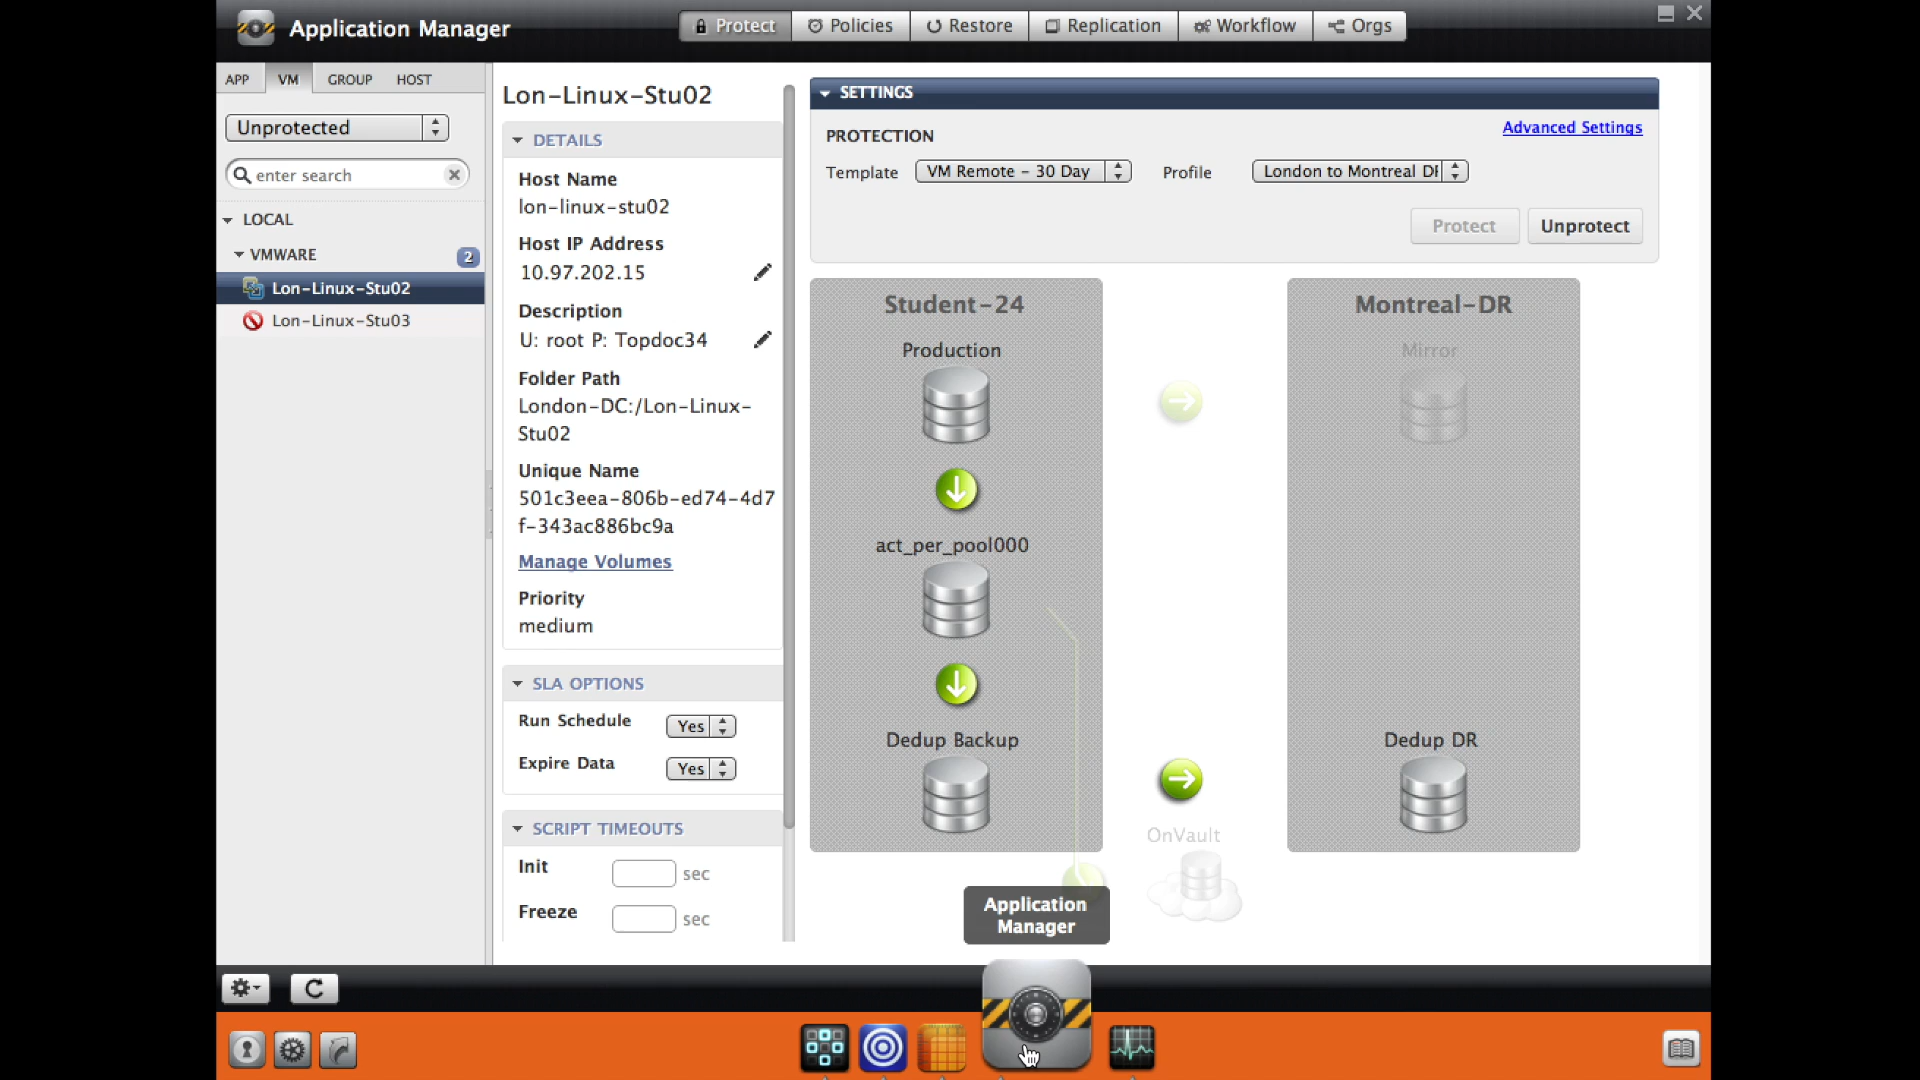 Application Manager
Protect
Policies
Restore
Replication
Workflow
Orgs
APP
VM
GROUP
HOST
Unprotected
enter search
LOCAL
VMWARE
2
Lon-Linux-Stu02
Lon-Linux-Stu03
Lon-Linux-Stu02
DETAILS
Host Name
lon-linux-stu02
Host IP Address
10.97.202.15
Description
U: root P: Topdoc34
Folder Path
London-DC:/Lon-Linux-
Stu02
Unique Name
501c3eea-806b-ed74-4d7
f-343ac886bc9a
Manage Volumes
Priority
medium
SLA OPTIONS
Run Schedule Yes
Expire Data Yes
SCRIPT TIMEOUTS
Init sec
Freeze sec
SETTINGS
PROTECTION
Advanced Settings
Template VM Remote - 30 Day Profile London to Montreal
Protect Unprotect
Student-24
Production
act_per_pool000
Dedup Backup
Montreal-DR
Mirror
Dedup DR
OnVault
Application
Manager